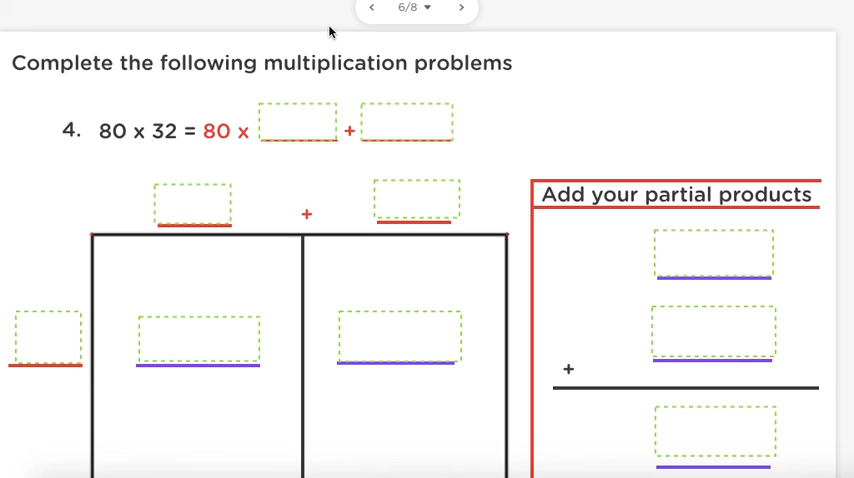 6/8
Complete the following multiplication problems
4. 80 x 32 = 80 x +
+
Add your partial products
+